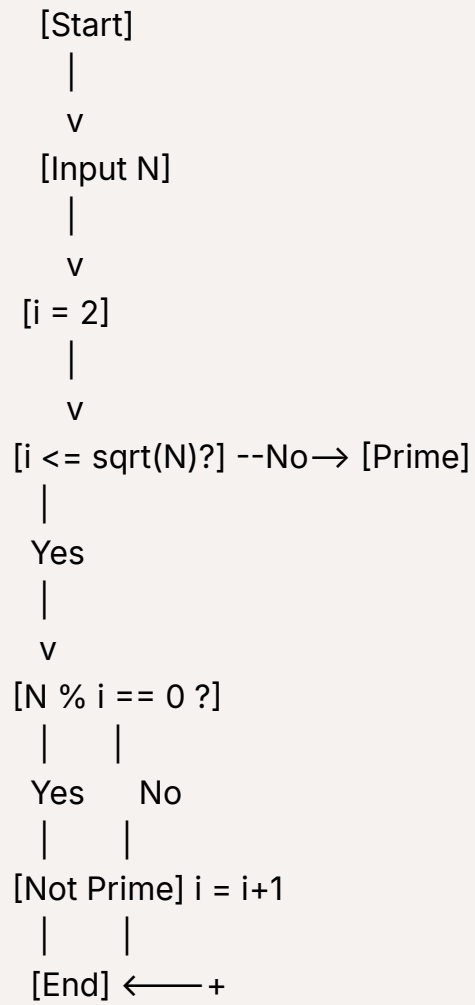 [Start]
|
v
[Input N]
|
v
[i = 2]
|
v
[i <= sqrt(N)?] --No→ [Prime]
|
Yes
|
v
[N % i == 0 ?]
| |
Yes No
| |
[Not Prime] i = i+1
| |
[End] ←—+